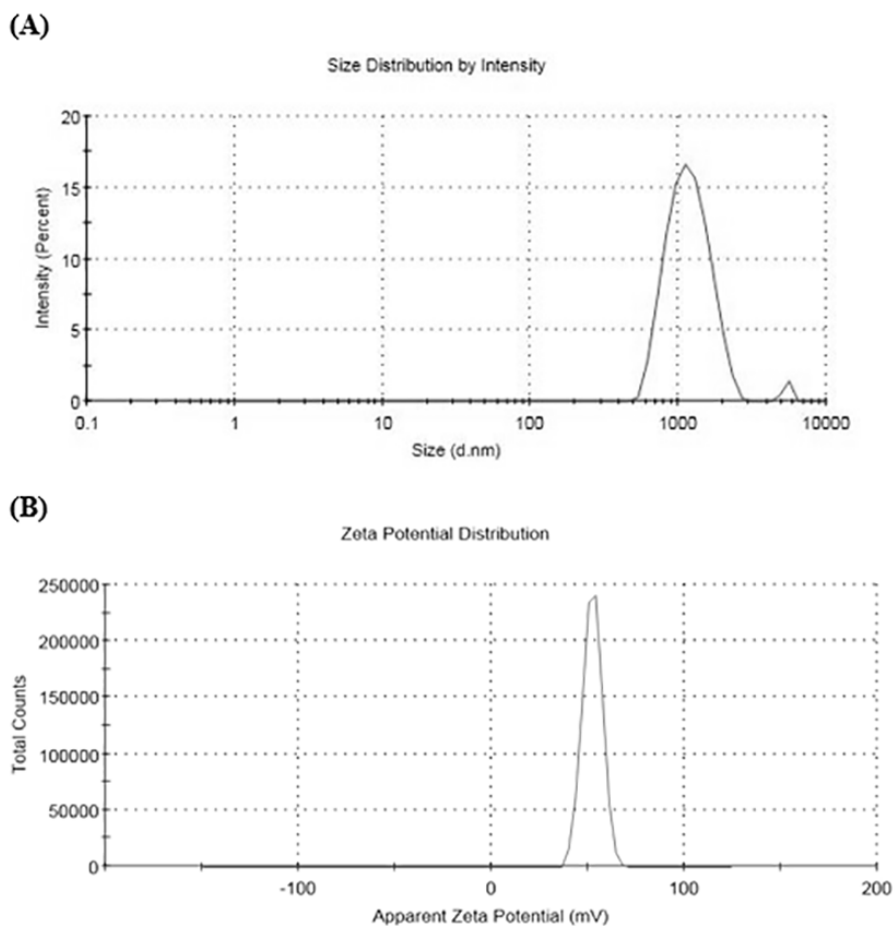 (A)
Size Distribution by Intensity
20
15
10
5
0
Intensity (Percent)
0.1 1 10 100 1000 10000
Size (d.nm)
(B)
Zeta Potential Distribution
250000
200000
150000
100000
50000
0
Total Counts
-100 0 100 200
Apparent Zeta Potential (mV)